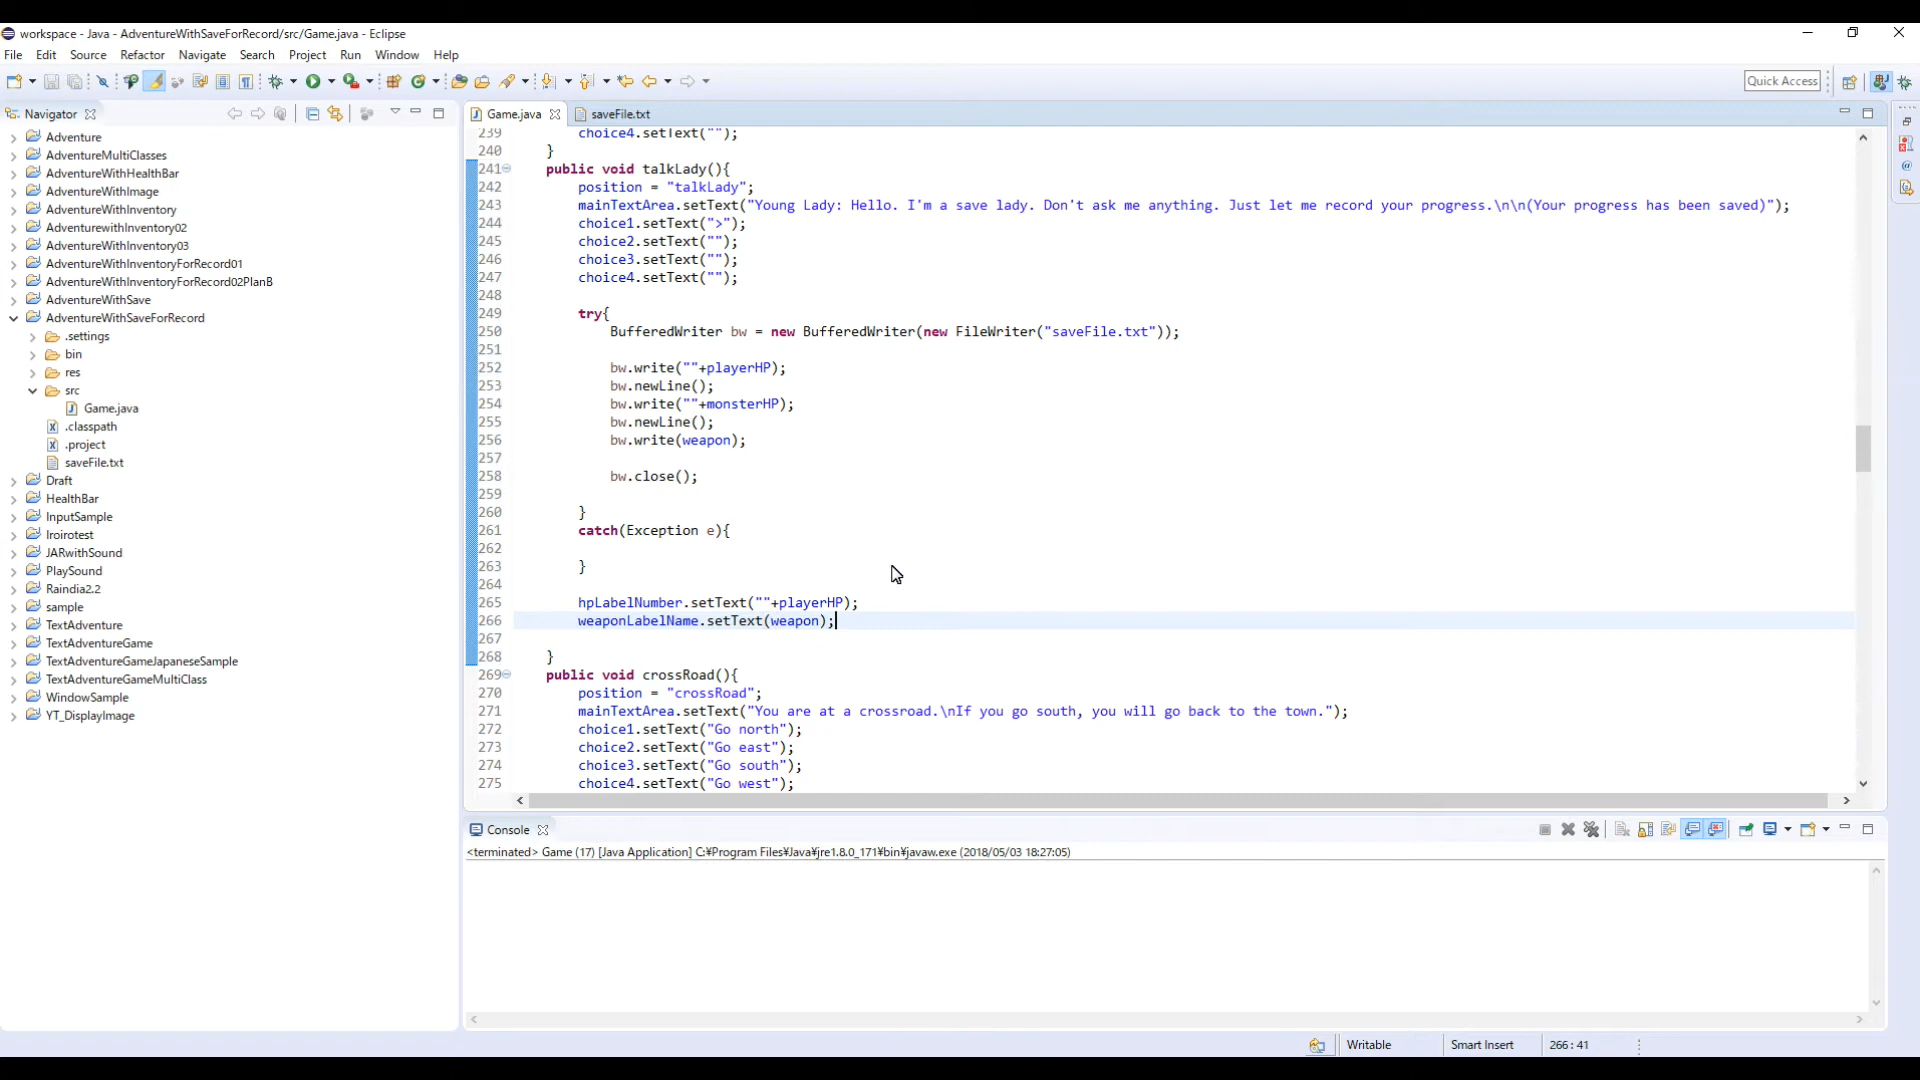 workspace - Java - AdventureWithSaveForRecord/src/Game.java - Eclipse
File Edit Source Refactor Navigate Search Project Run Window Help
Quick Access
Navigator
Adventure
AdventureMultiClasses
AdventureWithHealthBar
AdventureWithImage
AdventureWithInventory
AdventurewithInventory02
AdventureWithInventory03
AdventureWithInventoryForRecord01
AdventureWithInventoryForRecord02PlanB
AdventureWithSave
AdventureWithSaveForRecord
.settings
bin
res
src
Game.java
.classpath
.project
saveFile.txt
Draft
HealthBar
InputSample
Iroirotest
JARwithSound
PlaySound
Raindia2.2
sample
TextAdventure
TextAdventureGame
TextAdventureGameJapaneseSample
TextAdventureGameMultiClass
WindowSample
YT_DisplayImage
Game.java saveFile.txt
239 choice4.setText("");
240 }
241 public void talkLady(){
242 position = "talkLady";
243 mainTextArea.setText("Young Lady: Hello. I'm a save lady. Don't ask me anything. Just let me record your progress.\n\n(Your progress has been saved)");
244 choice1.setText(">");
245 choice2.setText("");
246 choice3.setText("");
247 choice4.setText("");
248
249 try{
250 BufferedWriter bw = new BufferedWriter(new FileWriter("saveFile.txt"));
251
252 bw.write(""+playerHP);
253 bw.newLine();
254 bw.write(""+monsterHP);
255 bw.newLine();
256 bw.write(weapon);
257
258 bw.close();
259
260 }
261 catch(Exception e){
262
263 }
264
265 hpLabelNumber.setText(""+playerHP);
266 weaponLabelName.setText(weapon);
267
268 }
269 public void crossRoad(){
270 position = "crossRoad";
271 mainTextArea.setText("You are at a crossroad.\nIf you go south, you will go back to the town.");
272 choice1.setText("Go north");
273 choice2.setText("Go east");
274 choice3.setText("Go south");
275 choice4.setText("Go west");
Console
<terminated> Game (17) [Java Application] C:¥Program Files¥Java¥jre1.8.0_171¥bin¥javaw.exe (2018/05/03 18:27:05)
Writable Smart Insert 266 : 41